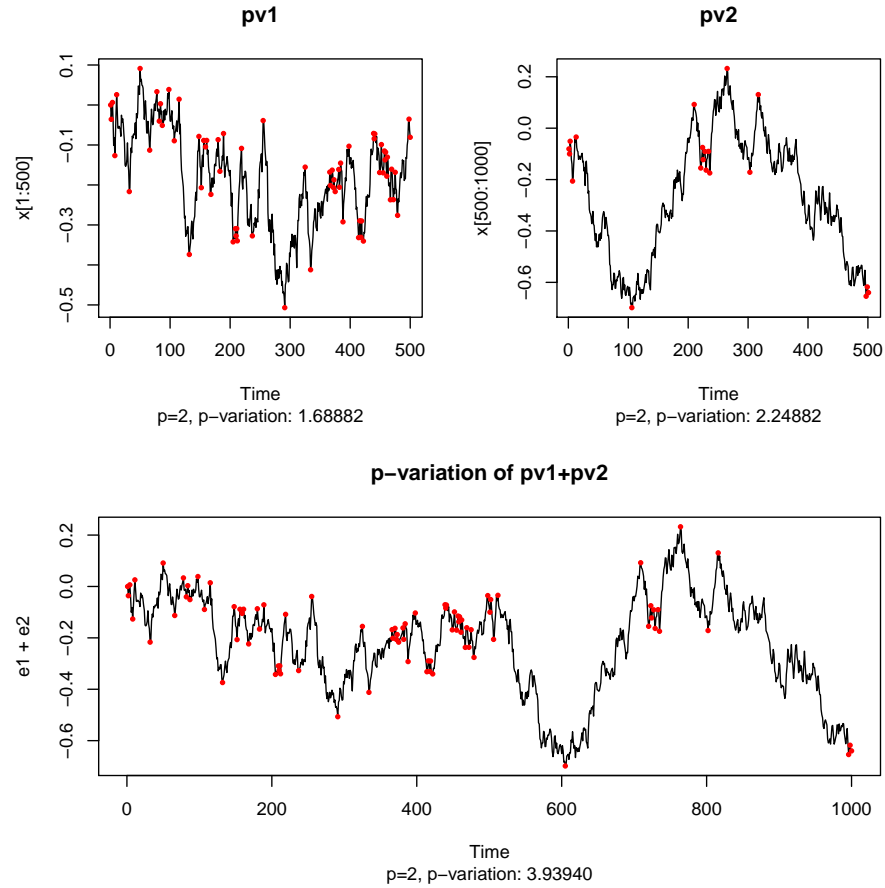 pv1
x[1:500]
0.1
−0.1
−0.3
−0.5
0 100 200 300 400 500
Time
p=2, p−variation: 1.68882
pv2
x[500:1000]
0.2
0.0
−0.2
−0.6
0 100 200 300 400 500
Time
p=2, p−variation: 2.24882
p−variation of pv1+pv2
e1 + e2
0.2
0.0
−0.2
−0.4
−0.6
0 200 400 600 800 1000
Time
p=2, p−variation: 3.93940